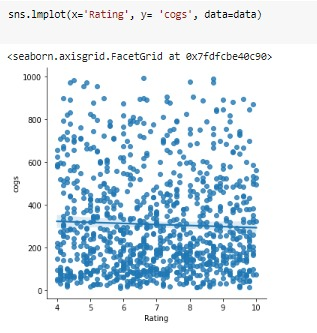 sns.lmplot(x='Rating', y= 'cogs', data=data)
<seaborn.axisgrid.FacetGrid at 0x7fdfcbe40c90>
1000
800
600
400
200
0
cogs
4 5 6 7 8 9 10
Rating